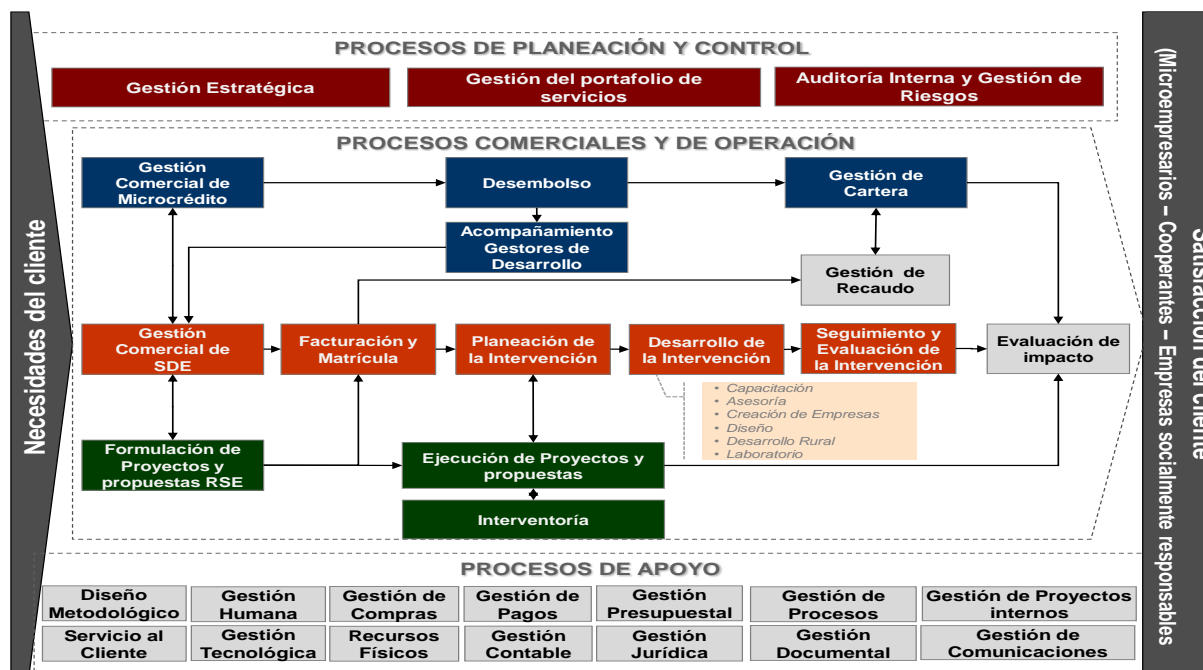 PROCESOS DE PLANEACIÓN Y CONTROL
Gestión Estratégica
Gestión del portafolio de
servicios
Auditoría Interna y Gestión de
Riesgos
PROCESOS COMERCIALES Y DE OPERACIÓN
Gestión
Comercial de
Microcrédito
Desembolso
Gestión de
Cartera
Acompañamiento
Gestores de
Desarrollo
Gestión de
Recaudo
Gestión
Comercial de
SDE
Facturación y
Matrícula
Planeación de
la Intervención
Desarrollo de
la Intervención
Seguimiento y
Evaluación de
la Intervención
Evaluación de
impacto
• Capacitación
• Asesoría
• Creación de Empresas
• Diseño
• Desarrollo Rural
• Laboratorio
Formulación de
Proyectos y
propuestas RSE
Ejecución de Proyectos y
propuestas
Interventoría
PROCESOS DE APOYO
Diseño
Metodológico
Gestión
Humana
Gestión de
Compras
Gestión de
Pagos
Gestión
Presupuestal
Gestión de
Procesos
Gestión de Proyectos
internos
Servicio al
Cliente
Gestión
Tecnológica
Recursos
Físicos
Gestión
Contable
Gestión
Jurídica
Gestión
Documental
Gestión de
Comunicaciones
Necesidades del cliente
Satisfacción del cliente
(Microempresarios – Cooperantes – Empresas socialmente responsables